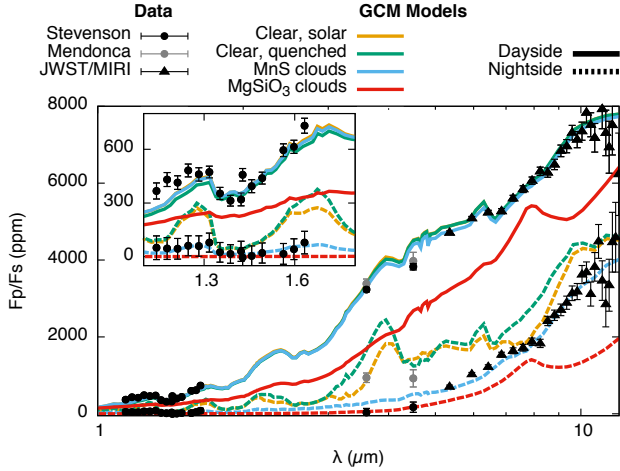 Data
GCM Models
Stevenson
Mendonca
JWST/MIRI
Clear, solar
Clear, quenched
MnS clouds
MgSiO₃ clouds
Dayside
Nightside
8000
6000
4000
2000
0
Fp/Fs (ppm)
600
300
0
1.3
1.6
1
10
λ (μm)